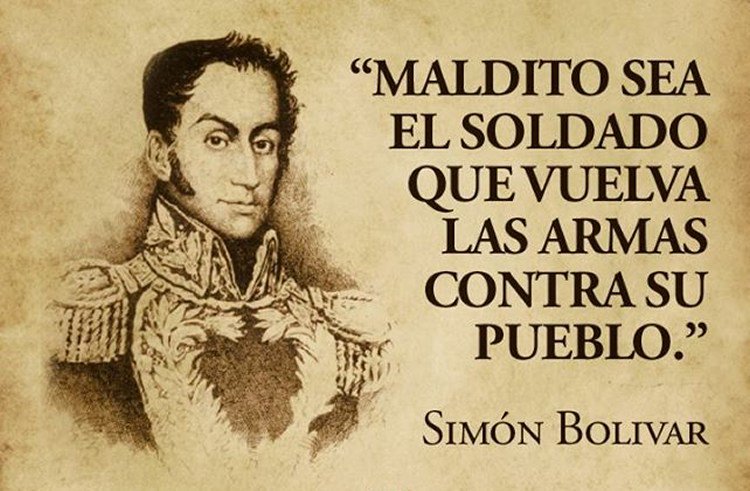 “MALDITO SEA
EL SOLDADO
QUE VUELVA
LAS ARMAS
CONTRA SU
PUEBLO.”
SIMÓN BOLIVAR